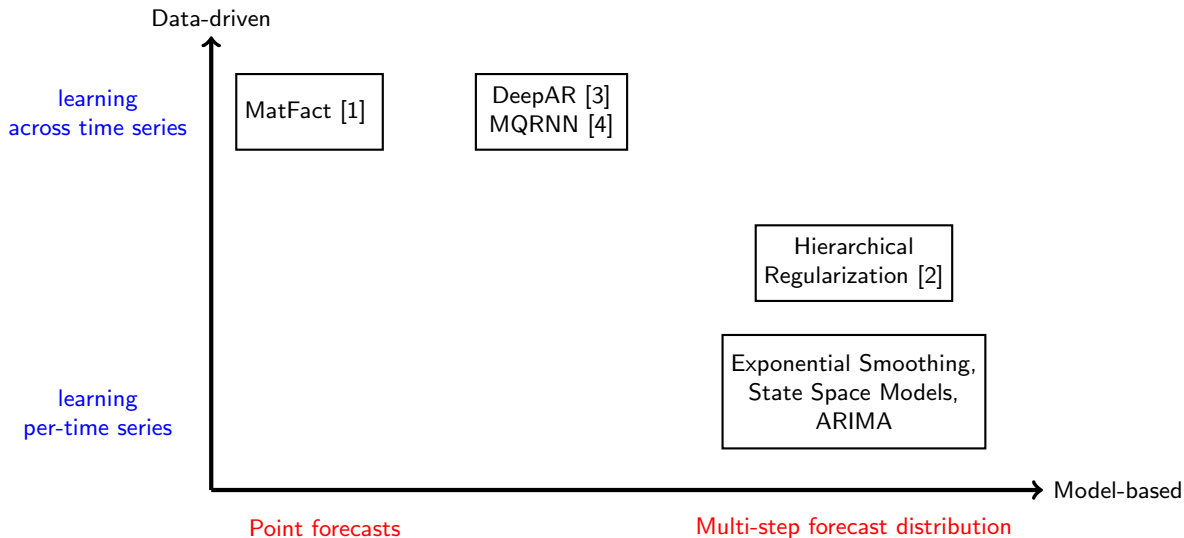 Data-driven
learning
across time series
MatFact [1]
DeepAR [3]
MQRNN [4]
Hierarchical
Regularization [2]
Exponential Smoothing,
State Space Models,
ARIMA
learning
per-time series
Model-based
Point forecasts
Multi-step forecast distribution